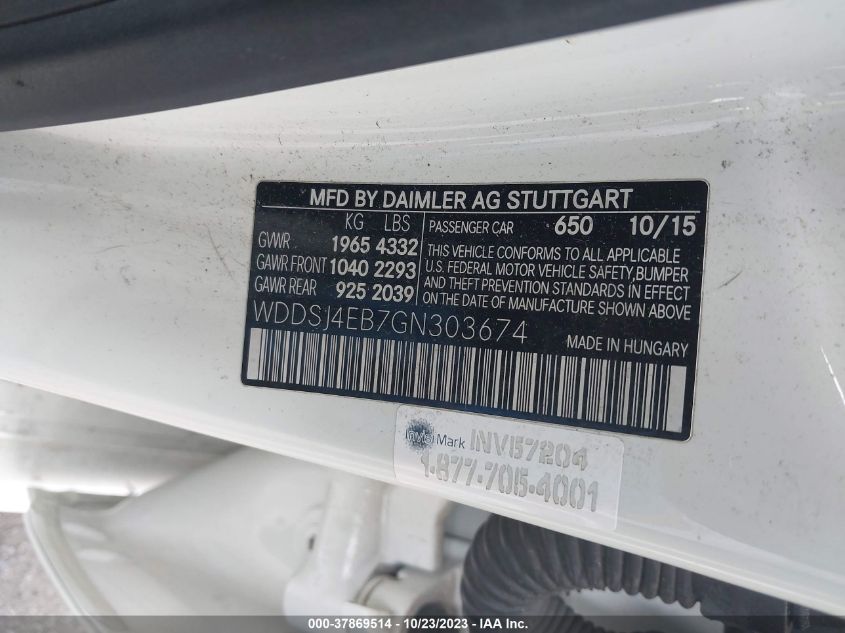 MFD BY DAIMLER AG STUTTGART
KG LBS
GVWR 1965 4332
GAWR FRONT 1040 2293
GAWR REAR 925 2039
PASSENGER CAR 650 10/15
THIS VEHICLE CONFORMS TO ALL APPLICABLE
U.S. FEDERAL MOTOR VEHICLE SAFETY,BUMPER
AND THEFT PREVENTION STANDARDS IN EFFECT
ON THE DATE OF MANUFACTURE SHOWN ABOVE
WDDSJ4EB7GN303674
MADE IN HUNGARY
InvisiMark INV57204
1-877-705-4001
000-37869514 - 10/23/2023 - IAA Inc.